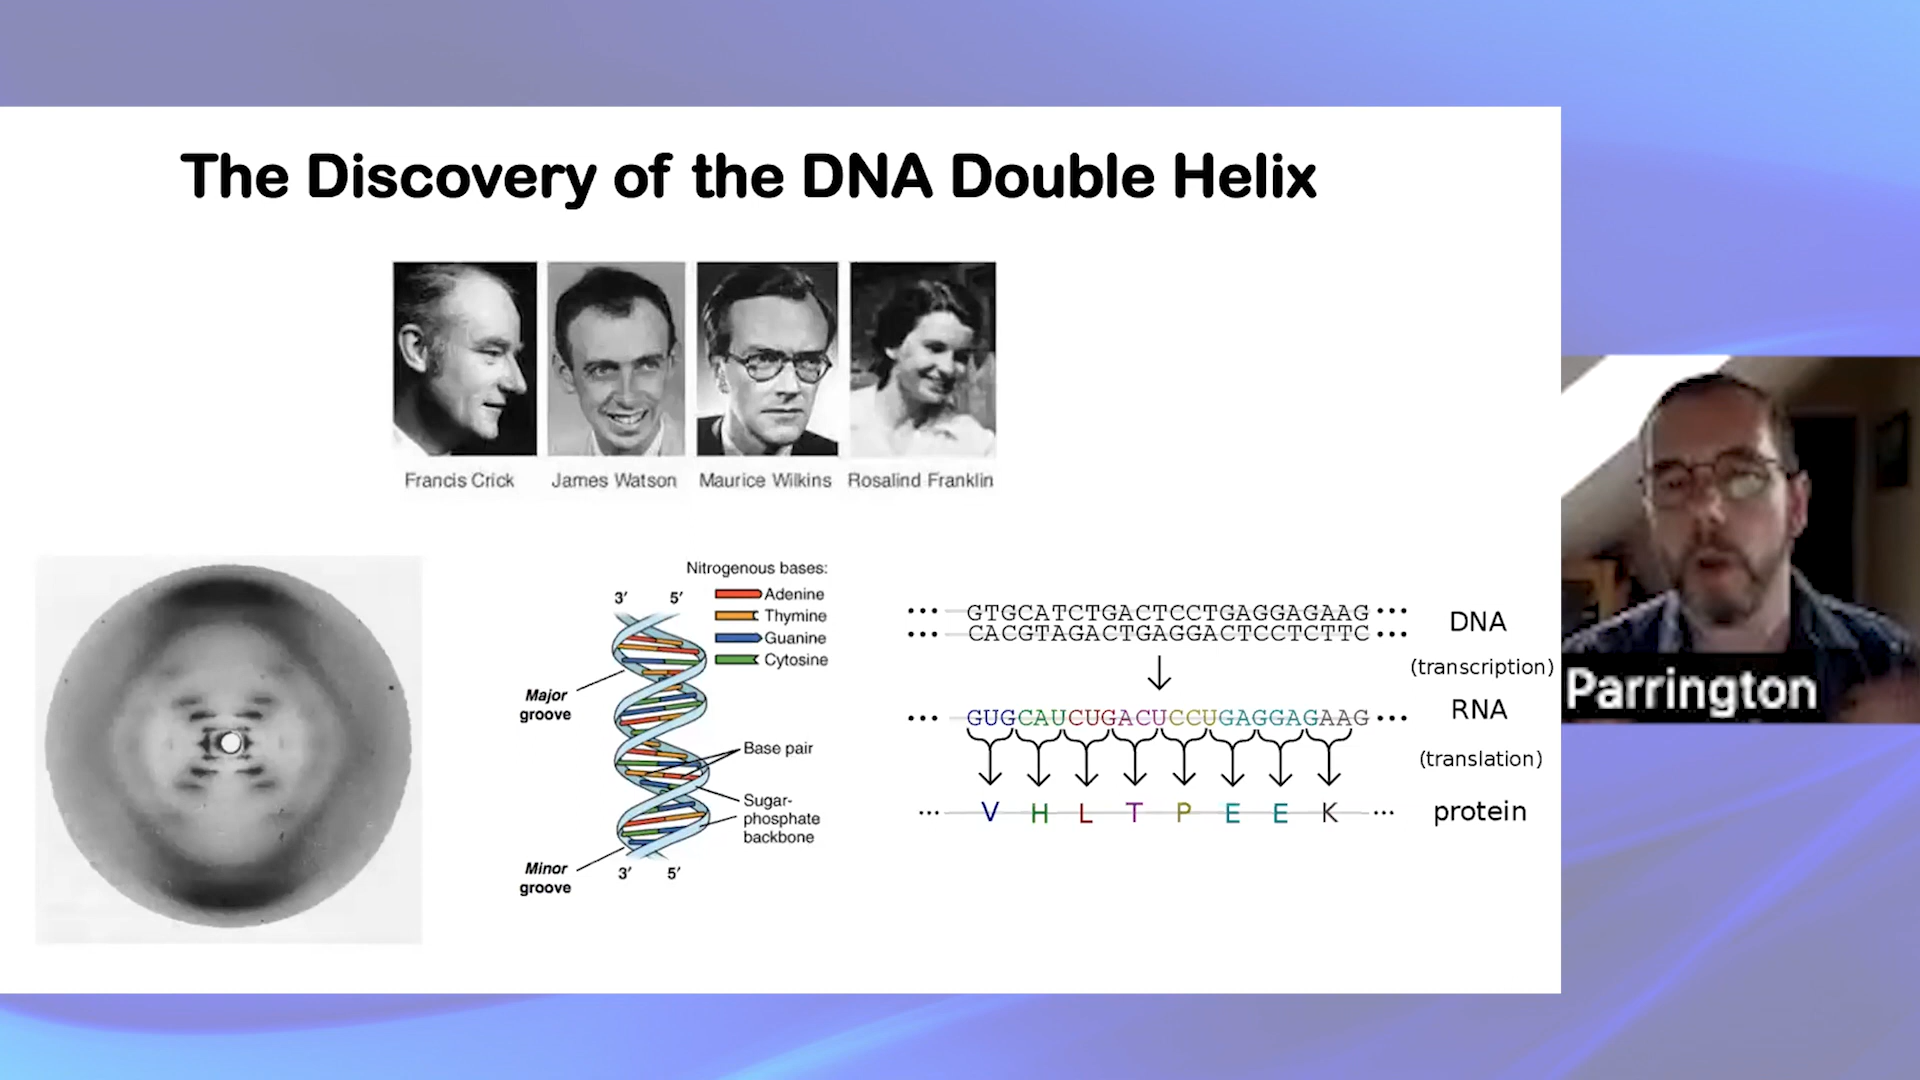 The Discovery of the DNA Double Helix
Francis Crick
James Watson
Maurice Wilkins
Rosalind Franklin
Nitrogenous bases:
3′ 5′
Adenine
Thymine
Guanine
Cytosine
Major
groove
Base pair
Sugar-
phosphate
backbone
Minor
groove
3′ 5′
••• GTGCATCTGACTCCTGAGGAGAAG •••
••• CACGTAGACTGAGGACTCCTCTTC •••
DNA
(transcription)
••• GUGCAUCUGACUCCUGAGGAGAAG •••
RNA
(translation)
••• V H L T P E E K •••
protein
Parrington